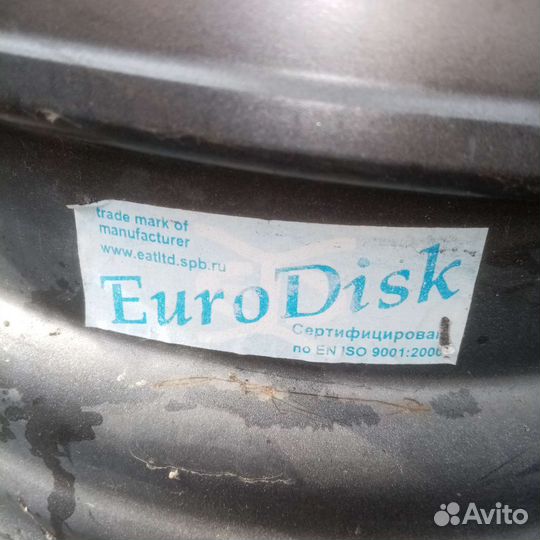 trade mark of
manufacturer
www.eatltd.spb.ru
EuroDisk
Сертифицирован
по EN ISO 9001:2000
Avito